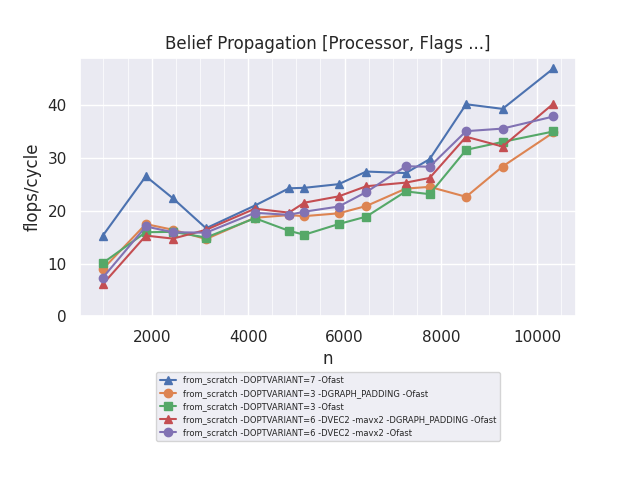 Belief Propagation [Processor, Flags ...]
flops/cycle
40
30
20
10
0
2000 4000 6000 8000 10000
n
from_scratch -DOPTVARIANT=7 -Ofast
from_scratch -DOPTVARIANT=3 -DGRAPH_PADDING -Ofast
from_scratch -DOPTVARIANT=3 -Ofast
from_scratch -DOPTVARIANT=6 -DVEC2 -mavx2 -DGRAPH_PADDING -Ofast
from_scratch -DOPTVARIANT=6 -DVEC2 -mavx2 -Ofast